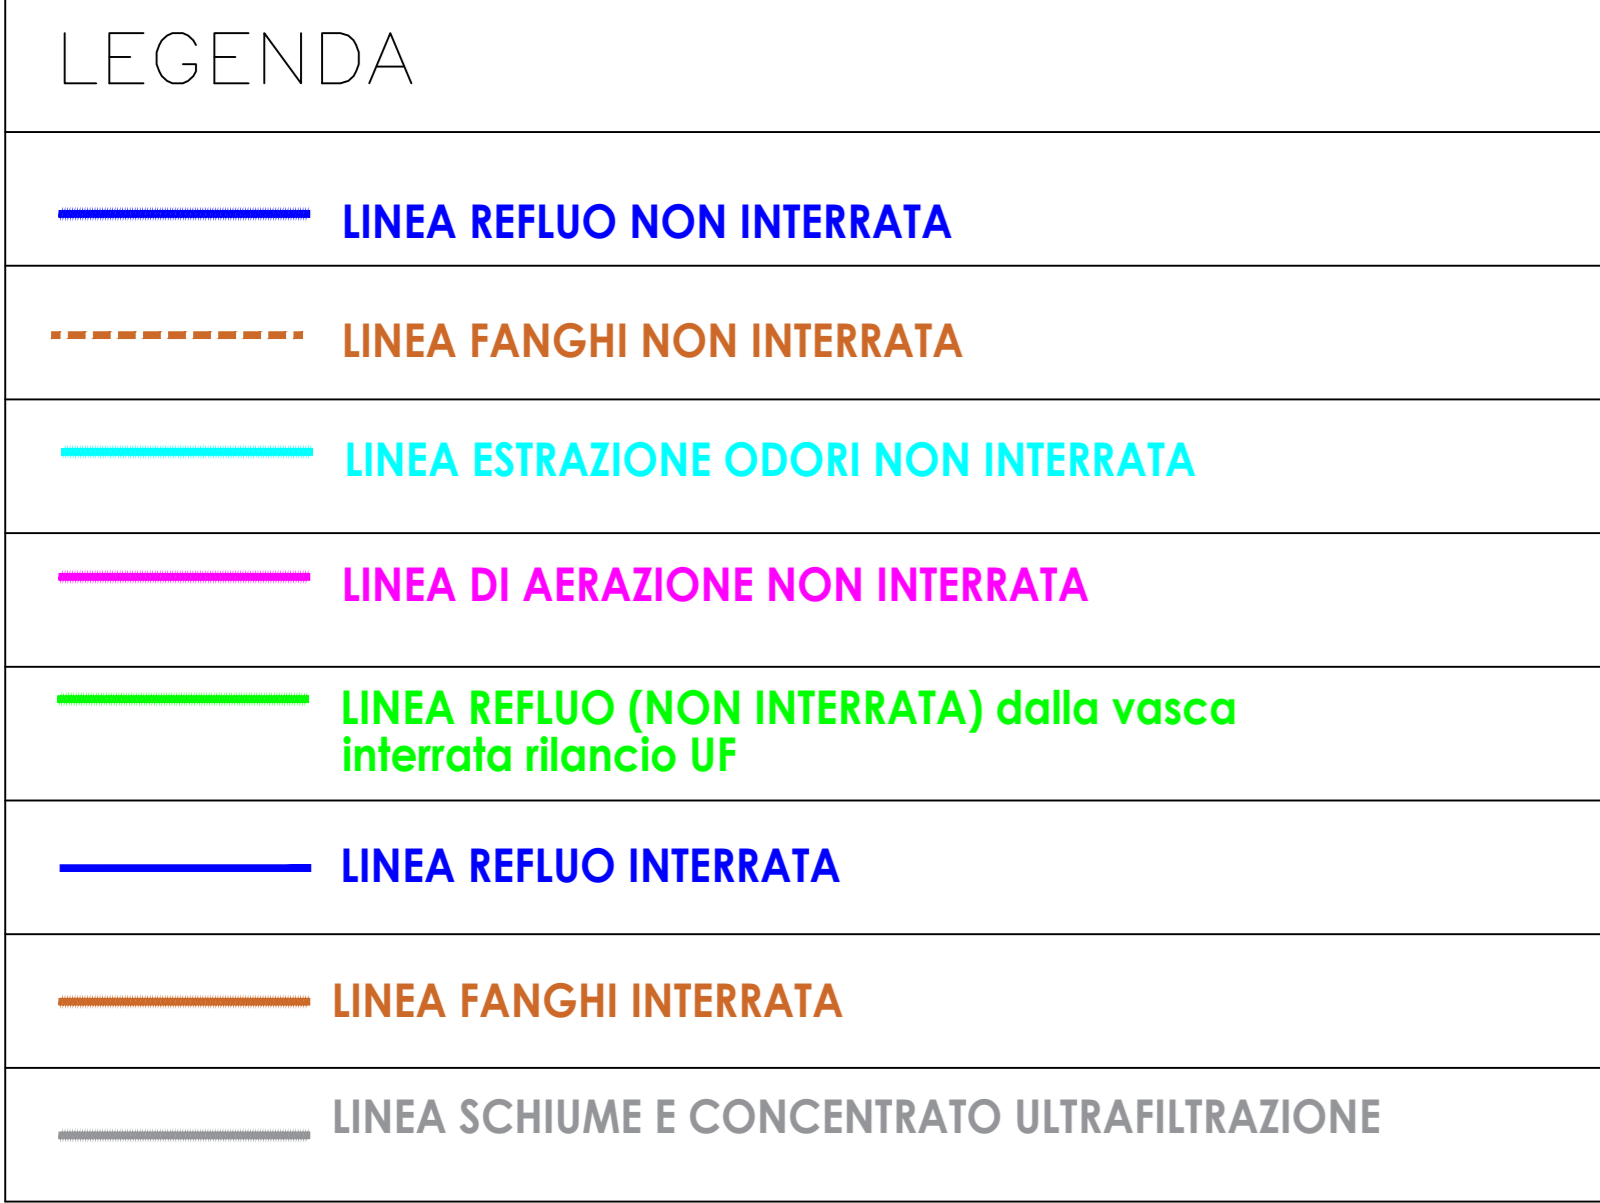 LEGENDA
LINEA REFLUO NON INTERRATA
LINEA FANGHI NON INTERRATA
LINEA ESTRAZIONE ODORI NON INTERRATA
LINEA DI AERAZIONE NON INTERRATA
LINEA REFLUO (NON INTERRATA) dalla vasca
interrata rilancio UF
LINEA REFLUO INTERRATA
LINEA FANGHI INTERRATA
LINEA SCHIUME E CONCENTRATO ULTRAFILTRAZIONE